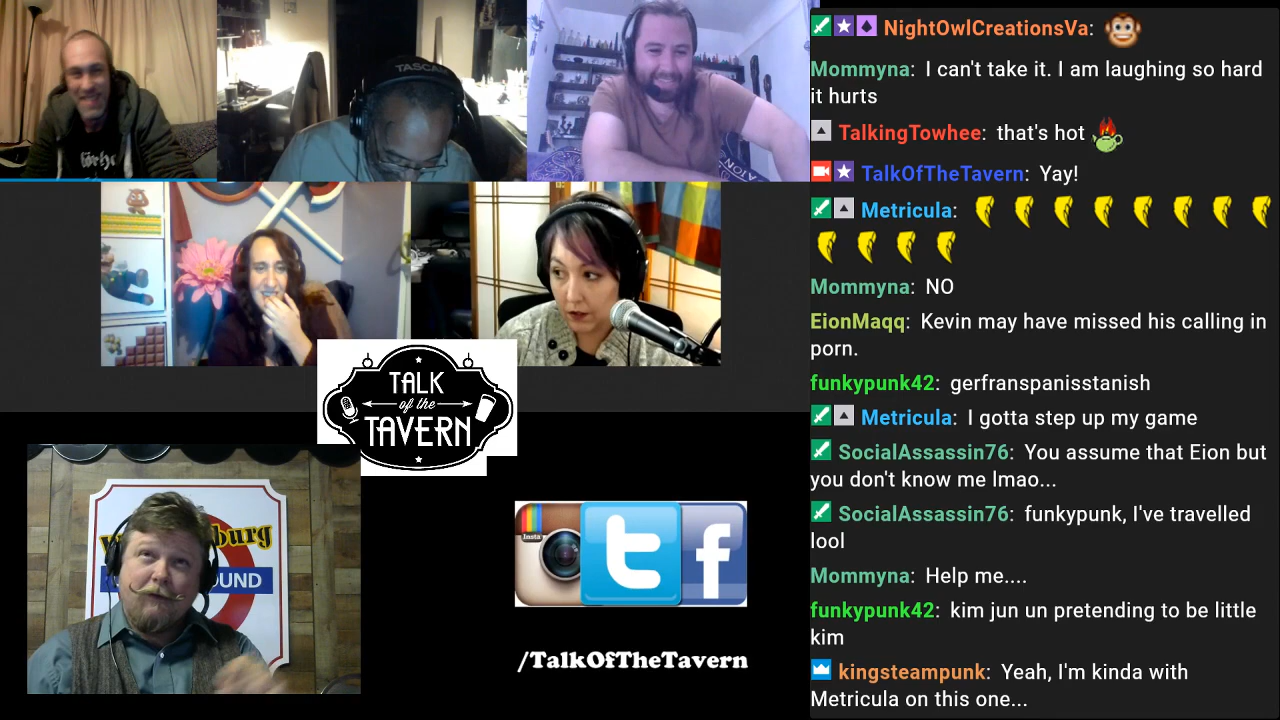 TASCAM
TALK
of the
TAVERN
burg
OUND
Insta
/TalkOfTheTavern
NightOwlCreationsVa:
Mommyna: I can't take it. I am laughing so hard
it hurts
TalkingTowhee: that's hot
TalkOfTheTavern: Yay!
Metricula:
Mommyna: NO
EionMaqq: Kevin may have missed his calling in
porn.
funkypunk42: gerfranspanisstanish
Metricula: I gotta step up my game
SocialAssassin76: You assume that Eion but
you don't know me lmao...
SocialAssassin76: funkypunk, I've travelled
lool
Mommyna: Help me....
funkypunk42: kim jun un pretending to be little
kim
kingsteampunk: Yeah, I'm kinda with
Metricula on this one...